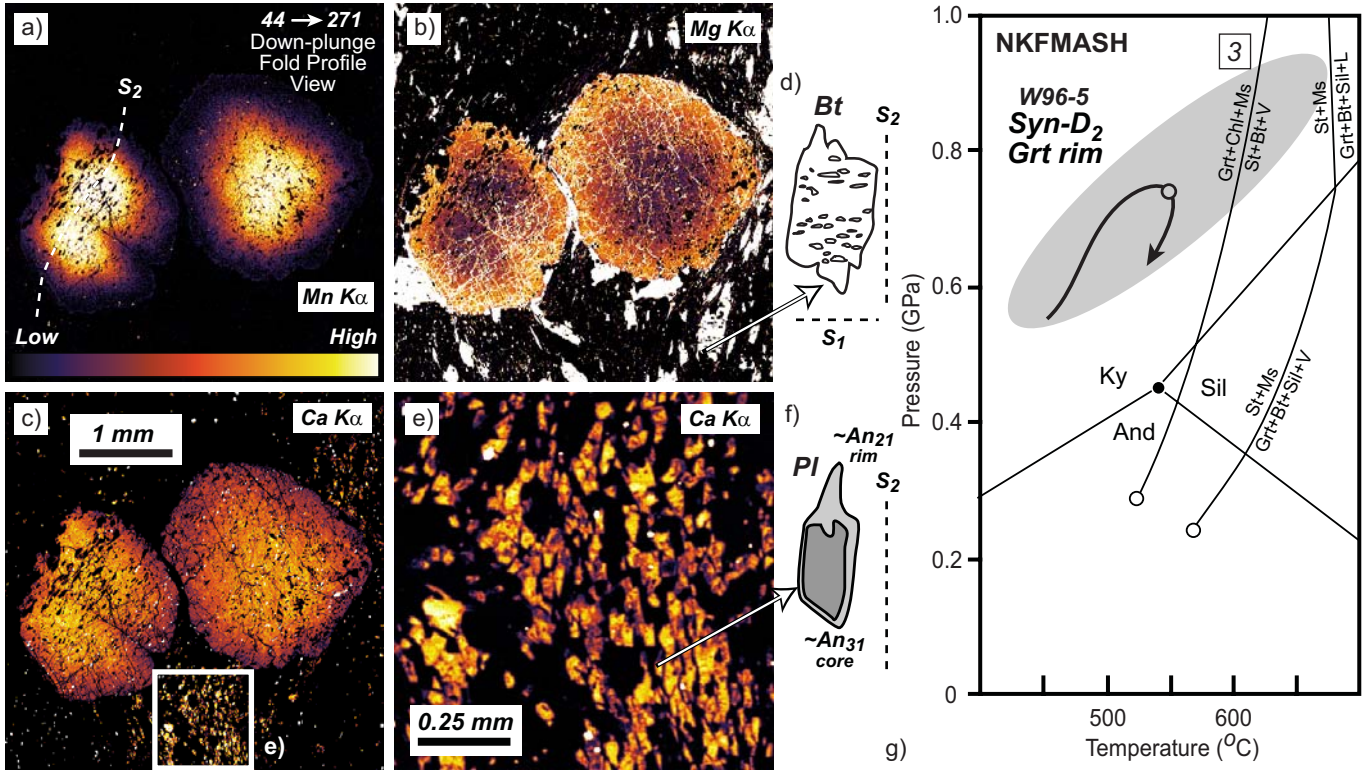 a)
44 → 271
Down-plunge
Fold Profile
View
S2
Mn Kα
Low
High
b)
Mg Kα
c)
Ca Kα
1 mm
e)
d)
Bt
S2
S1
e)
Ca Kα
0.25 mm
f)
~An21
rim
Pl
S2
~An31
core
g)
NKFMASH
3
W96-5
Syn-D2
Grt rim
Grt+Chl+Ms
St+Bt+V
St+Ms
Grt+Bt+Sil+L
St+Ms
Grt+Bt+Sil+V
Ky
Sil
And
Pressure (GPa)
1.0
0.8
0.6
0.4
0.2
0
500
600
Temperature (OC)